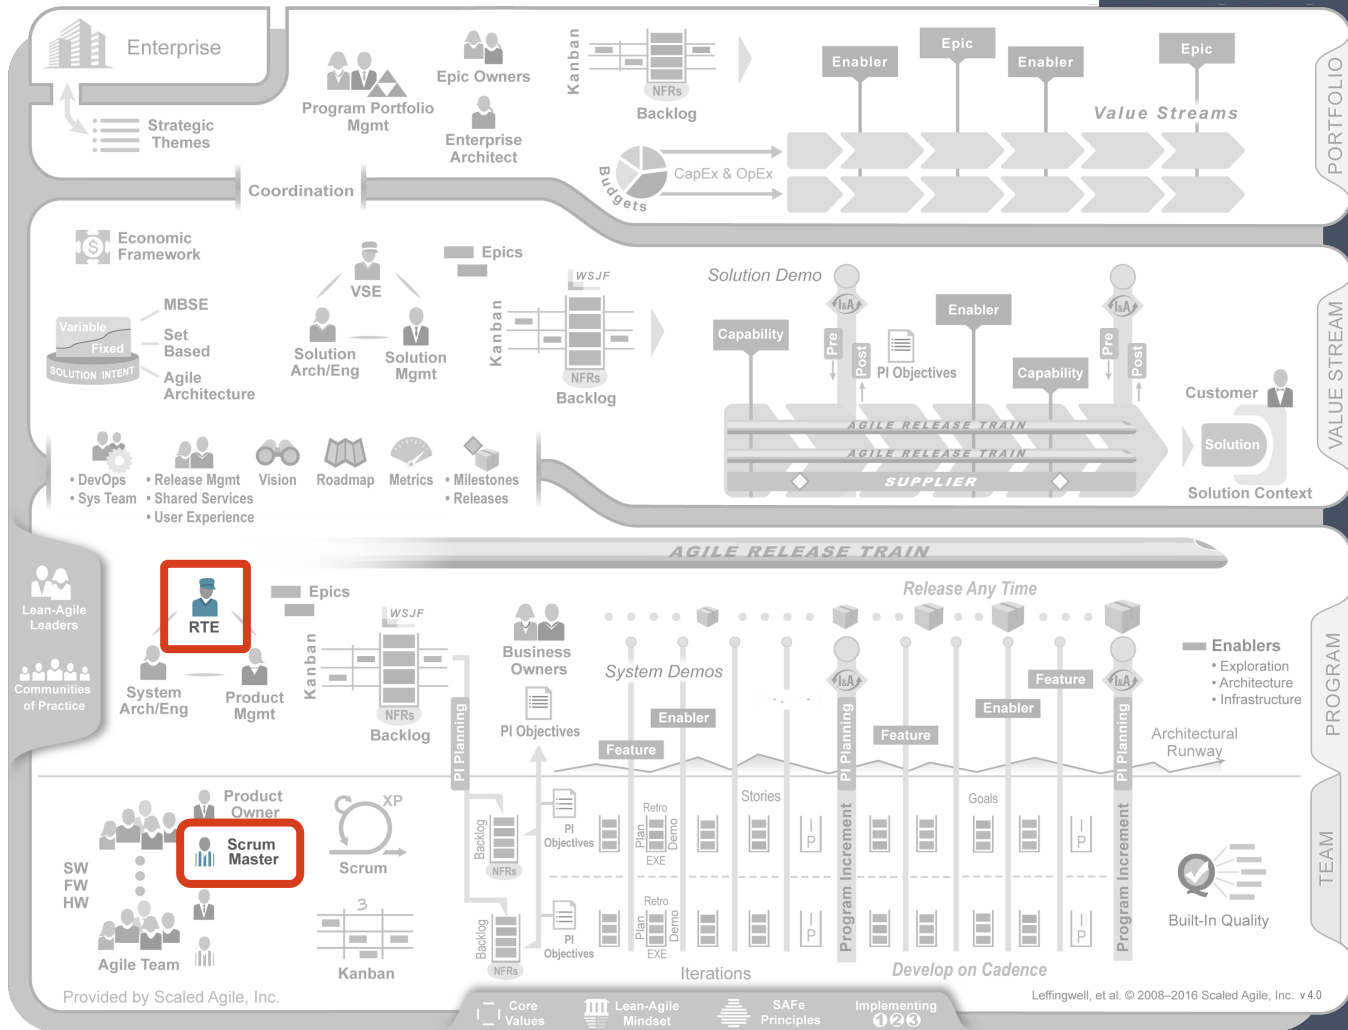 Enterprise
Strategic
Themes
Program Portfolio
Mgmt
Epic Owners
Enterprise
Architect
Kanban
NFRs
Backlog
Enabler
Epic
Enabler
Epic
Value Streams
Budgets
CapEx & OpEx
PORTFOLIO
Coordination
Economic
Framework
MBSE
Variable
Fixed
SOLUTION INTENT
Set
Based
Agile
Architecture
VSE
Solution
Arch/Eng
Solution
Mgmt
Epics
Kanban
WSJF
NFRs
Backlog
Solution Demo
Capability
I&A
Pre
Post
PI Objectives
Enabler
Capability
I&A
Pre
Post
AGILE RELEASE TRAIN
AGILE RELEASE TRAIN
SUPPLIER
Customer
Solution
Solution Context
VALUE STREAM
• DevOps
• Sys Team
• Release Mgmt
• Shared Services
• User Experience
Vision
Roadmap
Metrics
• Milestones
• Releases
AGILE RELEASE TRAIN
Lean-Agile
Leaders
Communities
of Practice
RTE
System
Arch/Eng
Product
Mgmt
Epics
Kanban
WSJF
NFRs
Backlog
PI Planning
Business
Owners
PI Objectives
Release Any Time
System Demos
Feature
Enabler
I&A
PI Planning
Feature
Enabler
Feature
I&A
PI Planning
Enablers
• Exploration
• Architecture
• Infrastructure
Architectural
Runway
PROGRAM
Product
Owner
Scrum
Master
SW
FW
HW
Agile Team
XP
Scrum
3
Kanban
Backlog
NFRs
PI
Objectives
Retro
Plan
Demo
EXE
Stories
I
P
Program Increment
Goals
I
P
Program Increment
Backlog
NFRs
PI
Objectives
Retro
Plan
Demo
EXE
I
P
I
P
Iterations
Develop on Cadence
Built-In Quality
TEAM
Provided by Scaled Agile, Inc.
Leffingwell, et al. © 2008–2016 Scaled Agile, Inc. v 4.0
Core
Values
Lean-Agile
Mindset
SAFe
Principles
Implementing
1 2 3